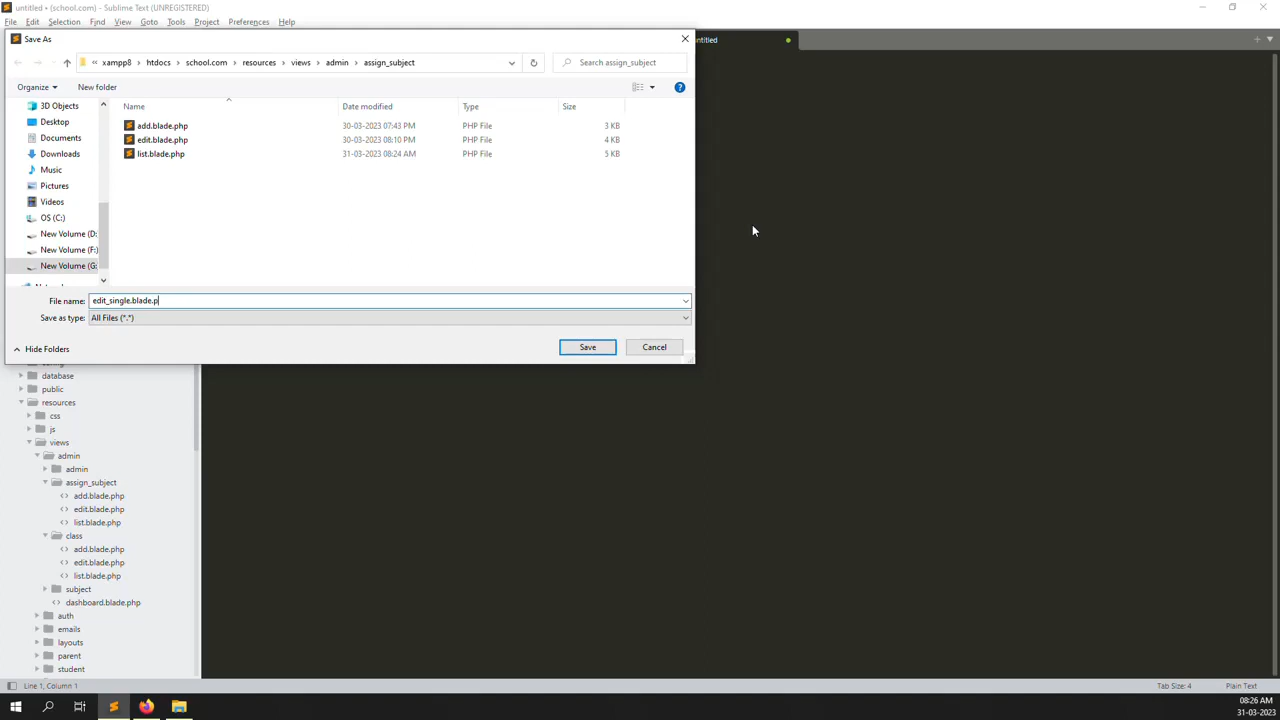 untitled • (school.com) - Sublime Text (UNREGISTERED)
File Edit Selection Find View Goto Tools Project Preferences Help
Save As
ntitled
« xampp8 › htdocs › school.com › resources › views › admin › assign_subject
Search assign_subject
Organize New folder
Name Date modified Type Size
3D Objects
Desktop
Documents
Downloads
Music
Pictures
Videos
OS (C:)
New Volume (D:
New Volume (F:)
New Volume (G:
add.blade.php 30-03-2023 07:43 PM PHP File 3 KB
edit.blade.php 30-03-2023 08:10 PM PHP File 4 KB
list.blade.php 31-03-2023 08:24 AM PHP File 5 KB
File name: edit_single.blade.p
Save as type: All Files (*.*)
Hide Folders Save Cancel
database
public
resources
css
js
views
admin
admin
assign_subject
add.blade.php
edit.blade.php
list.blade.php
class
add.blade.php
edit.blade.php
list.blade.php
subject
dashboard.blade.php
auth
emails
layouts
parent
student
Line 1, Column 1 Tab Size: 4 Plain Text
08:26 AM
31-03-2023